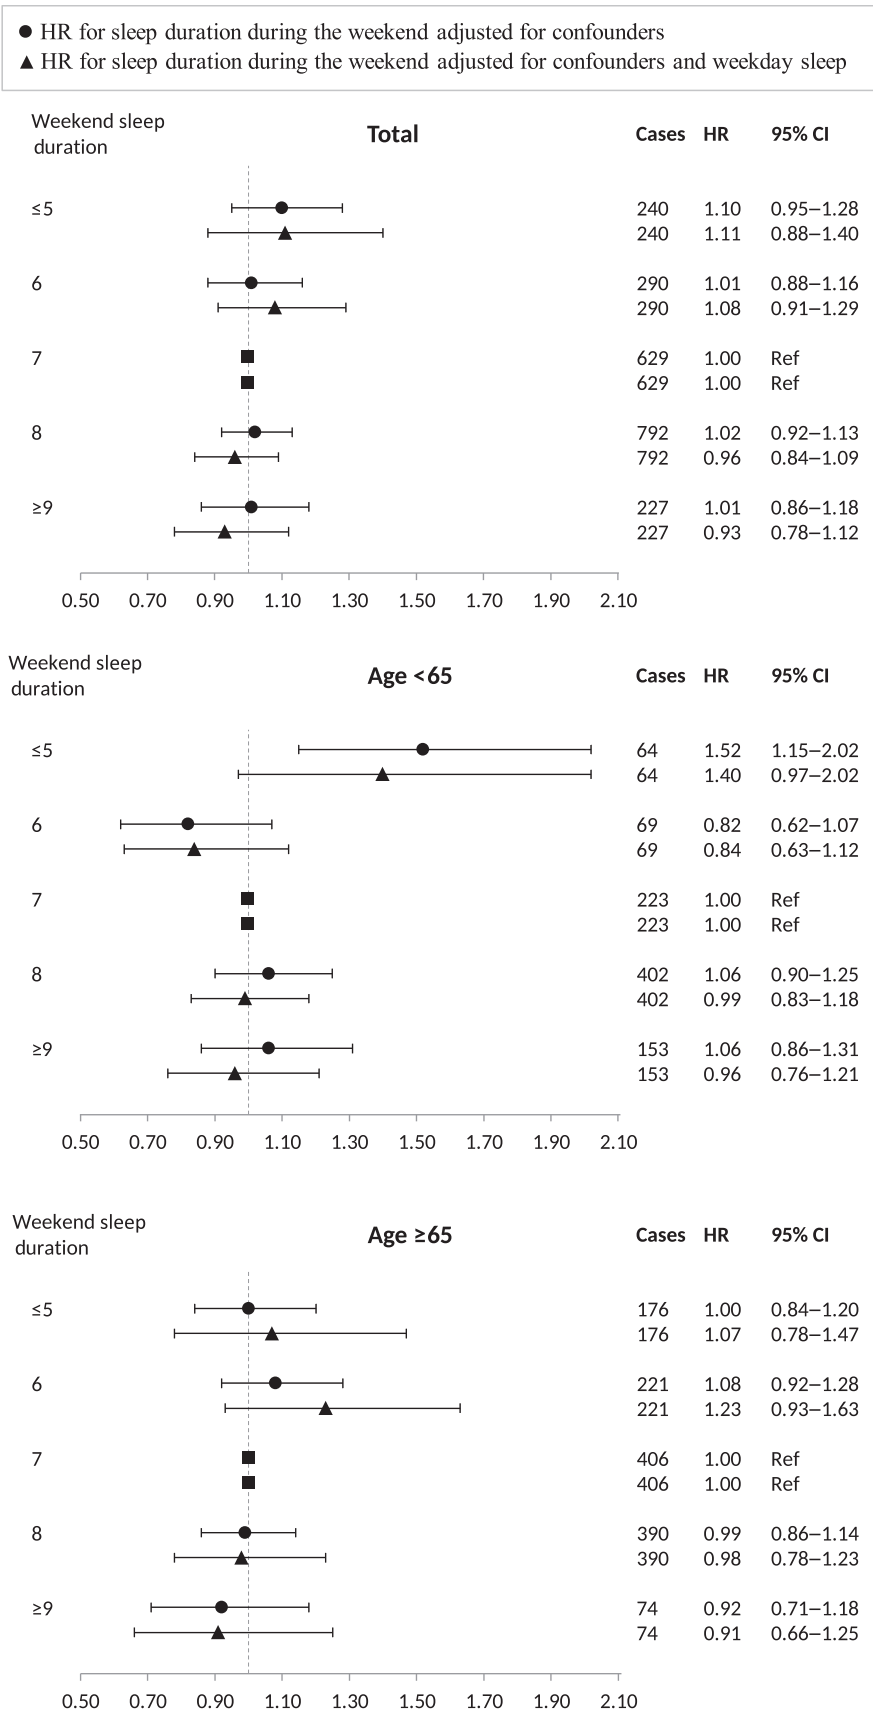 HR for sleep duration during the weekend adjusted for confounders
HR for sleep duration during the weekend adjusted for confounders and weekday sleep
Weekend sleep
duration
Total
Cases HR 95% CI
≤5 240 1.10 0.95–1.28
240 1.11 0.88–1.40
6 290 1.01 0.88–1.16
290 1.08 0.91–1.29
7 629 1.00 Ref
629 1.00 Ref
8 792 1.02 0.92–1.13
792 0.96 0.84–1.09
≥9 227 1.01 0.86–1.18
227 0.93 0.78–1.12
0.50 0.70 0.90 1.10 1.30 1.50 1.70 1.90 2.10
Weekend sleep
duration
Age <65
Cases HR 95% CI
≤5 64 1.52 1.15–2.02
64 1.40 0.97–2.02
6 69 0.82 0.62–1.07
69 0.84 0.63–1.12
7 223 1.00 Ref
223 1.00 Ref
8 402 1.06 0.90–1.25
402 0.99 0.83–1.18
≥9 153 1.06 0.86–1.31
153 0.96 0.76–1.21
0.50 0.70 0.90 1.10 1.30 1.50 1.70 1.90 2.10
Weekend sleep
duration
Age ≥65
Cases HR 95% CI
≤5 176 1.00 0.84–1.20
176 1.07 0.78–1.47
6 221 1.08 0.92–1.28
221 1.23 0.93–1.63
7 406 1.00 Ref
406 1.00 Ref
8 390 0.99 0.86–1.14
390 0.98 0.78–1.23
≥9 74 0.92 0.71–1.18
74 0.91 0.66–1.25
0.50 0.70 0.90 1.10 1.30 1.50 1.70 1.90 2.10